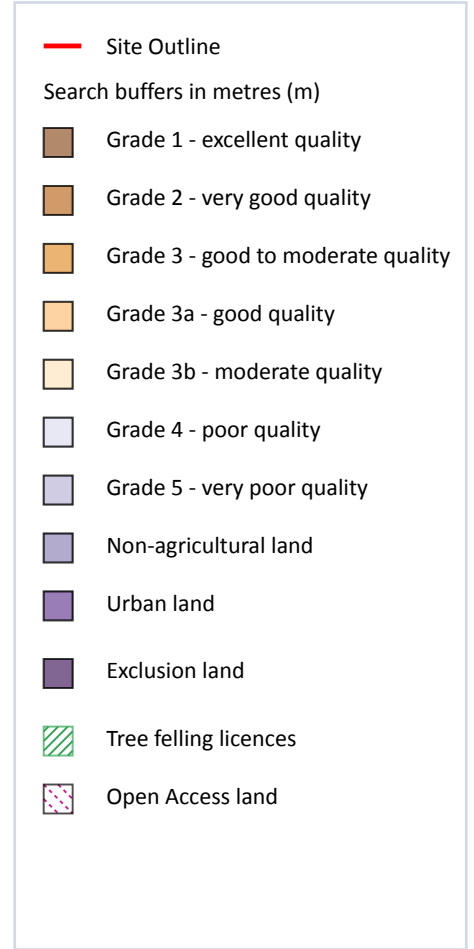 Site Outline
Search buffers in metres (m)
Grade 1 - excellent quality
Grade 2 - very good quality
Grade 3 - good to moderate quality
Grade 3a - good quality
Grade 3b - moderate quality
Grade 4 - poor quality
Grade 5 - very poor quality
Non-agricultural land
Urban land
Exclusion land
Tree felling licences
Open Access land